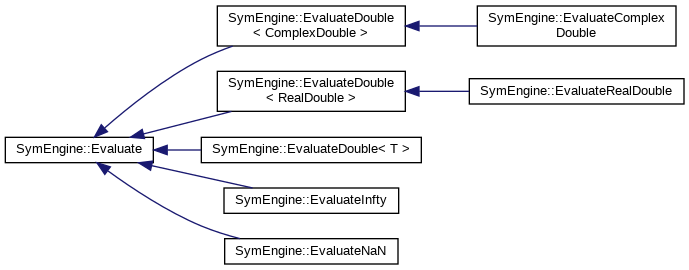 SymEngine::EvaluateDouble
< ComplexDouble >
SymEngine::EvaluateComplex
Double
SymEngine::EvaluateDouble
< RealDouble >
SymEngine::EvaluateRealDouble
SymEngine::Evaluate
SymEngine::EvaluateDouble< T >
SymEngine::EvaluateInfty
SymEngine::EvaluateNaN